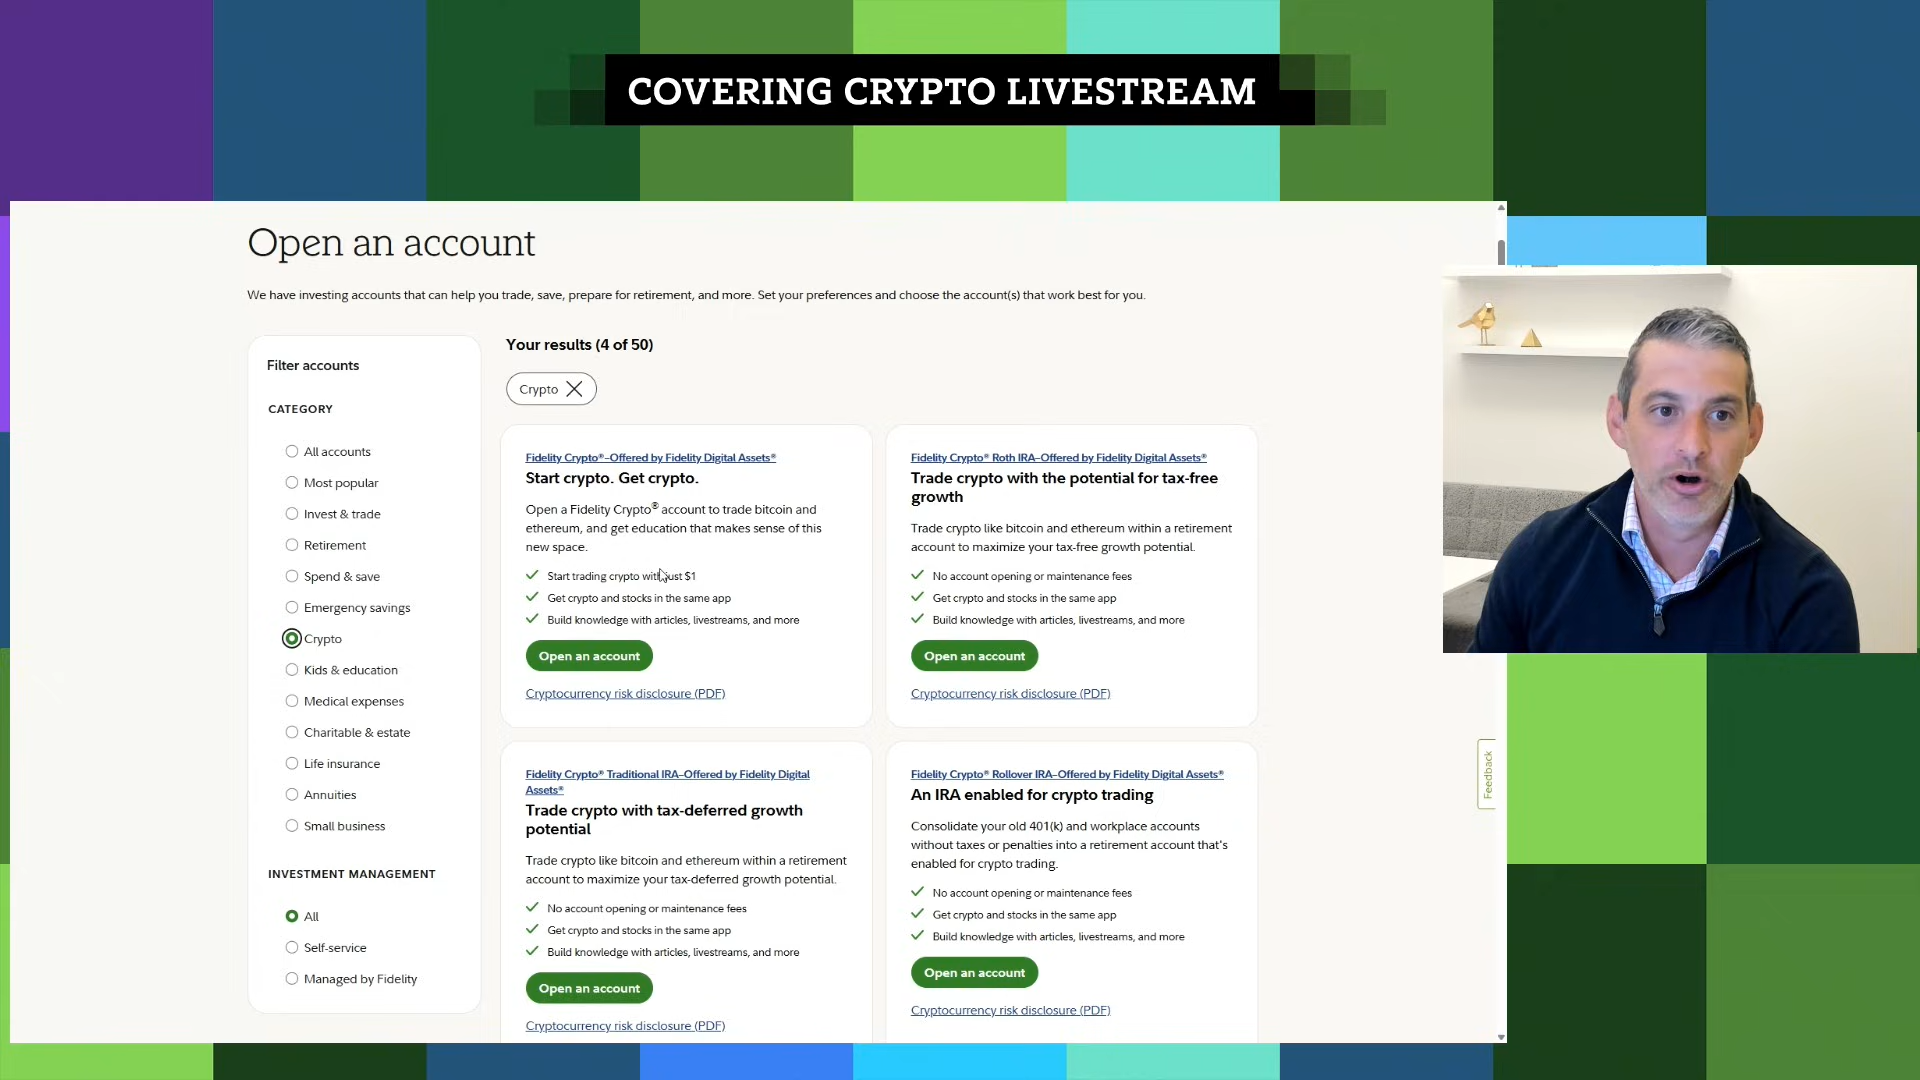 COVERING CRYPTO LIVESTREAM
Open an account
We have investing accounts that can help you trade, save, prepare for retirement, and more. Set your preferences and choose the account(s) that work best for you.
Filter accounts
CATEGORY
All accounts
Most popular
Invest & trade
Retirement
Spend & save
Emergency savings
Crypto
Kids & education
Medical expenses
Charitable & estate
Life insurance
Annuities
Small business
INVESTMENT MANAGEMENT
All
Self-service
Managed by Fidelity
Your results (4 of 50)
Crypto
Fidelity Crypto®–Offered by Fidelity Digital Assets®
Start crypto. Get crypto.
Open a Fidelity Crypto® account to trade bitcoin and
ethereum, and get education that makes sense of this
new space.
Start trading crypto with just $1
Get crypto and stocks in the same app
Build knowledge with articles, livestreams, and more
Open an account
Cryptocurrency risk disclosure (PDF)
Fidelity Crypto® Roth IRA–Offered by Fidelity Digital Assets®
Trade crypto with the potential for tax-free
growth
Trade crypto like bitcoin and ethereum within a retirement
account to maximize your tax-free growth potential.
No account opening or maintenance fees
Get crypto and stocks in the same app
Build knowledge with articles, livestreams, and more
Open an account
Cryptocurrency risk disclosure (PDF)
Fidelity Crypto® Traditional IRA–Offered by Fidelity Digital
Assets®
Trade crypto with tax-deferred growth
potential
Trade crypto like bitcoin and ethereum within a retirement
account to maximize your tax-deferred growth potential.
No account opening or maintenance fees
Get crypto and stocks in the same app
Build knowledge with articles, livestreams, and more
Open an account
Cryptocurrency risk disclosure (PDF)
Fidelity Crypto® Rollover IRA–Offered by Fidelity Digital Assets®
An IRA enabled for crypto trading
Consolidate your old 401(k) and workplace accounts
without taxes or penalties into a retirement account that's
enabled for crypto trading.
No account opening or maintenance fees
Get crypto and stocks in the same app
Build knowledge with articles, livestreams, and more
Open an account
Cryptocurrency risk disclosure (PDF)
Feedback